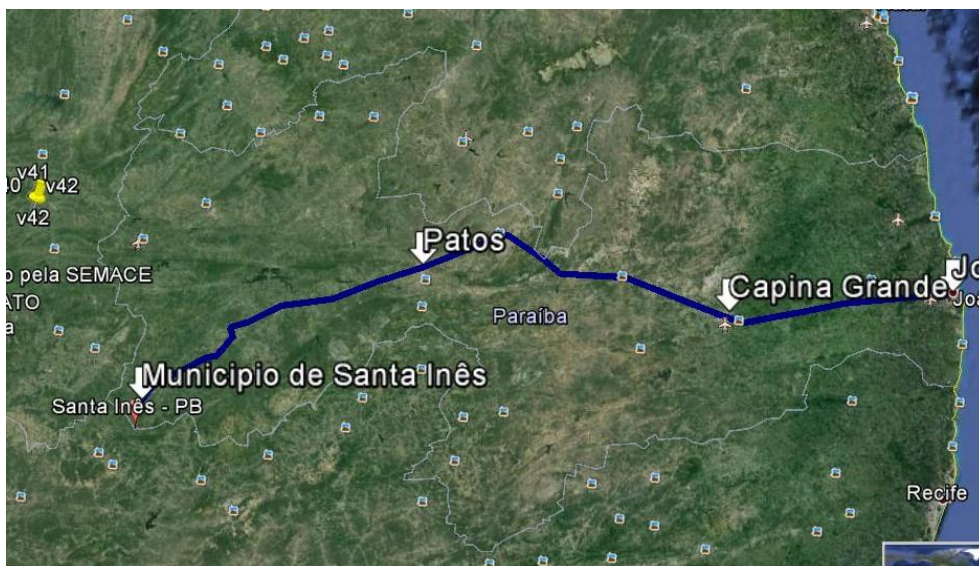 v41
v42
v42
Patos
o pela SEMACE
ATO
a
Paraíba
Capina Grande
Jo
Joã
Municipio de Santa Inês
Santa Inês - PB
Recife